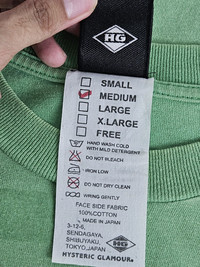 HG
SMALL
MEDIUM
LARGE
X.LARGE
FREE
HAND WASH COLD
WITH MILD DETERGENT
DO NOT BLEACH
IRON LOW
DO NOT DRY CLEAN
WRING GENTLY
FACE SIDE FABRIC
100%COTTON
MADE IN JAPAN
3-12-6,
SENDAGAYA,
SHIBUYAKU,
TOKYO,JAPAN
HG
HYSTERIC GLAMOUR®